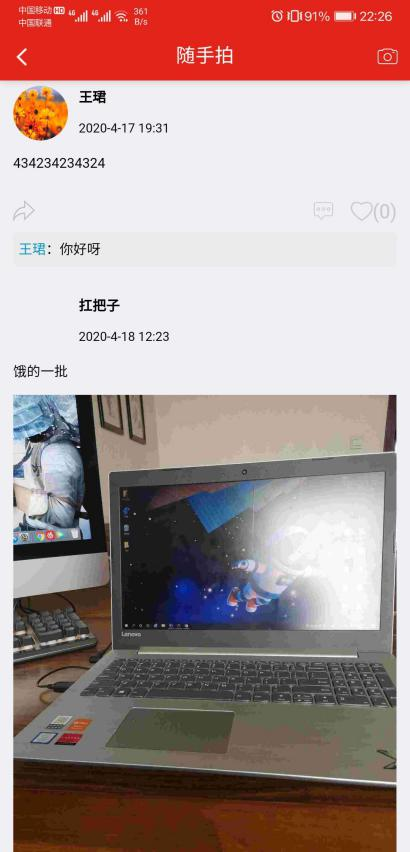 中国移动 HD 4G 4G 361
中国联通 B/s
91% 22:26
随手拍
王珺
2020-4-17 19:31
434234234324
(0)
王珺：你好呀
扛把子
2020-4-18 12:23
饿的一批
Lenovo